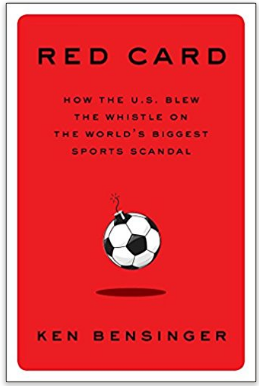 RED CARD
HOW THE U.S. BLEW
THE WHISTLE ON
THE WORLD'S BIGGEST
SPORTS SCANDAL
KEN BENSINGER